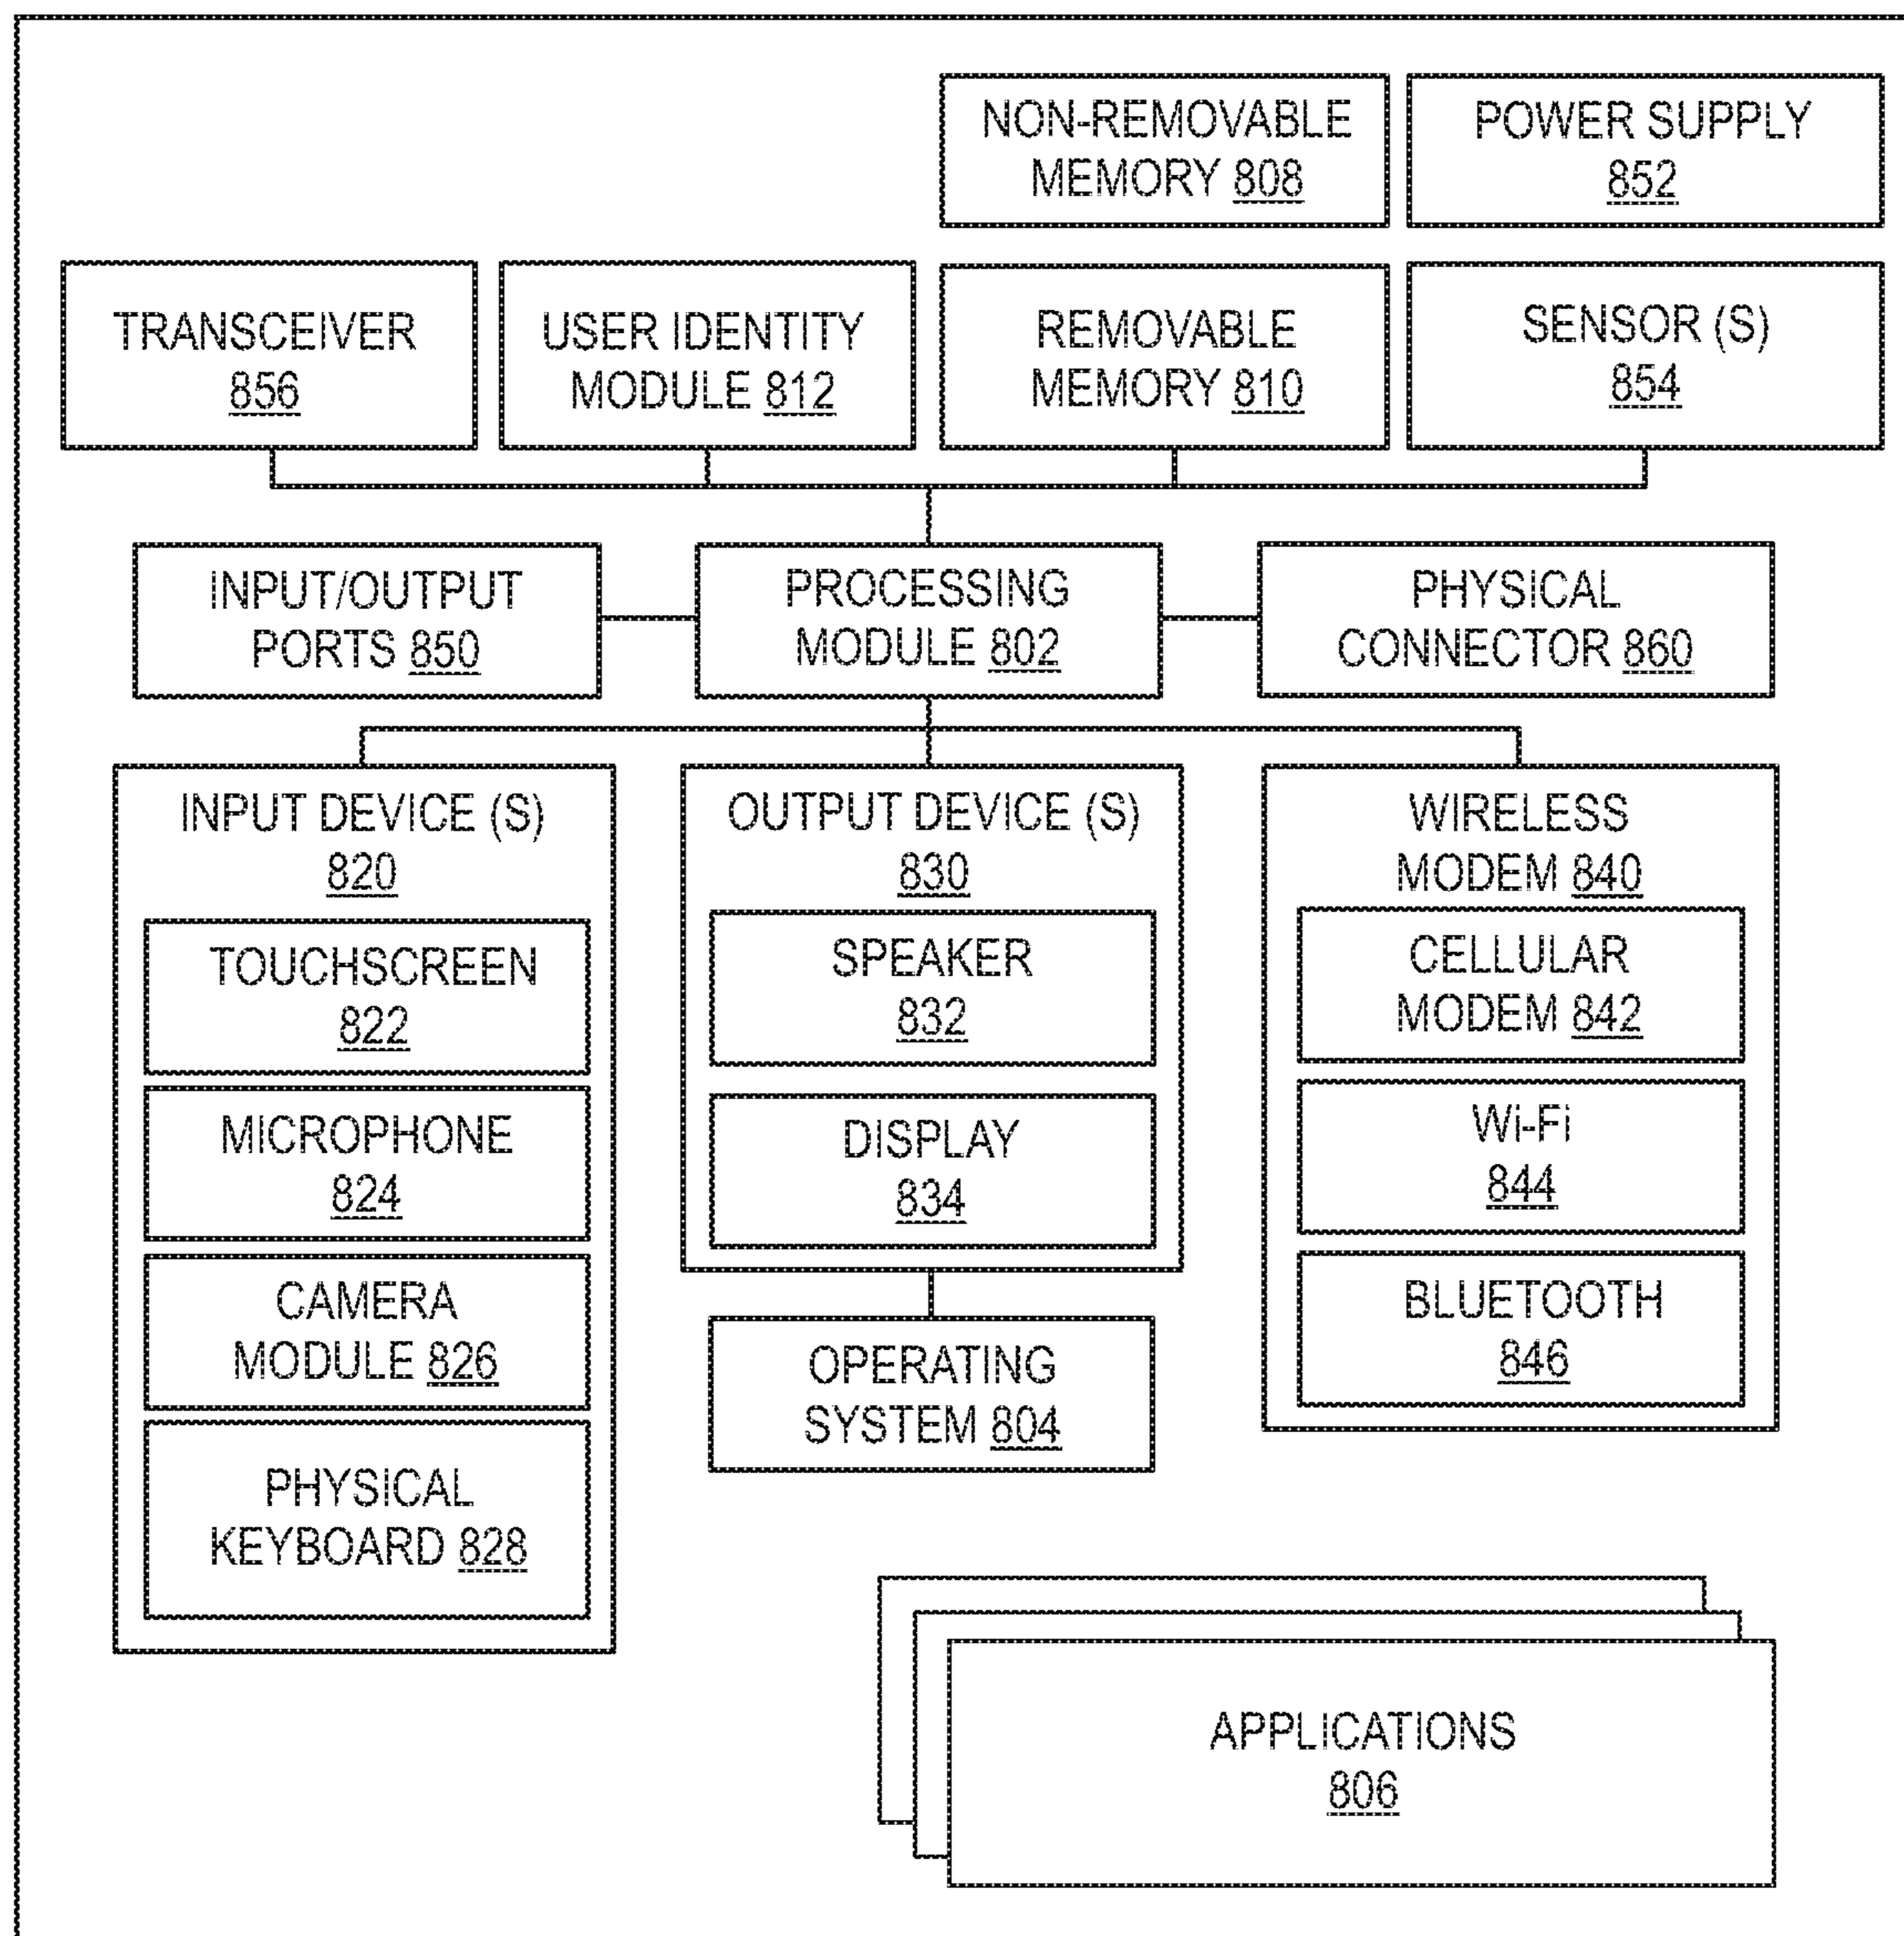 NON-REMOVABLE
MEMORY 808
POWER SUPPLY
852
TRANSCEIVER
856
USER IDENTITY
MODULE 812
REMOVABLE
MEMORY 810
SENSOR (S)
854
INPUT/OUTPUT
PORTS 850
PROCESSING
MODULE 802
PHYSICAL
CONNECTOR 860
INPUT DEVICE (S)
820
TOUCHSCREEN
822
MICROPHONE
824
CAMERA
MODULE 826
PHYSICAL
KEYBOARD 828
OUTPUT DEVICE (S)
830
SPEAKER
832
DISPLAY
834
OPERATING
SYSTEM 804
WIRELESS
MODEM 840
CELLULAR
MODEM 842
Wi-Fi
844
BLUETOOTH
846
APPLICATIONS
806